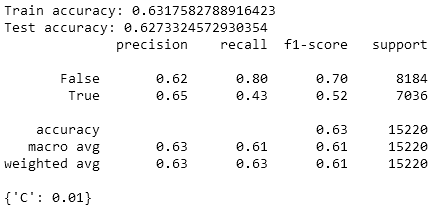 Train accuracy: 0.6317582788916423
Test accuracy: 0.6273324572930354
precision recall f1-score support
False 0.62 0.80 0.70 8184
True 0.65 0.43 0.52 7036
accuracy 0.63 15220
macro avg 0.63 0.61 0.61 15220
weighted avg 0.63 0.63 0.61 15220
{'C': 0.01}